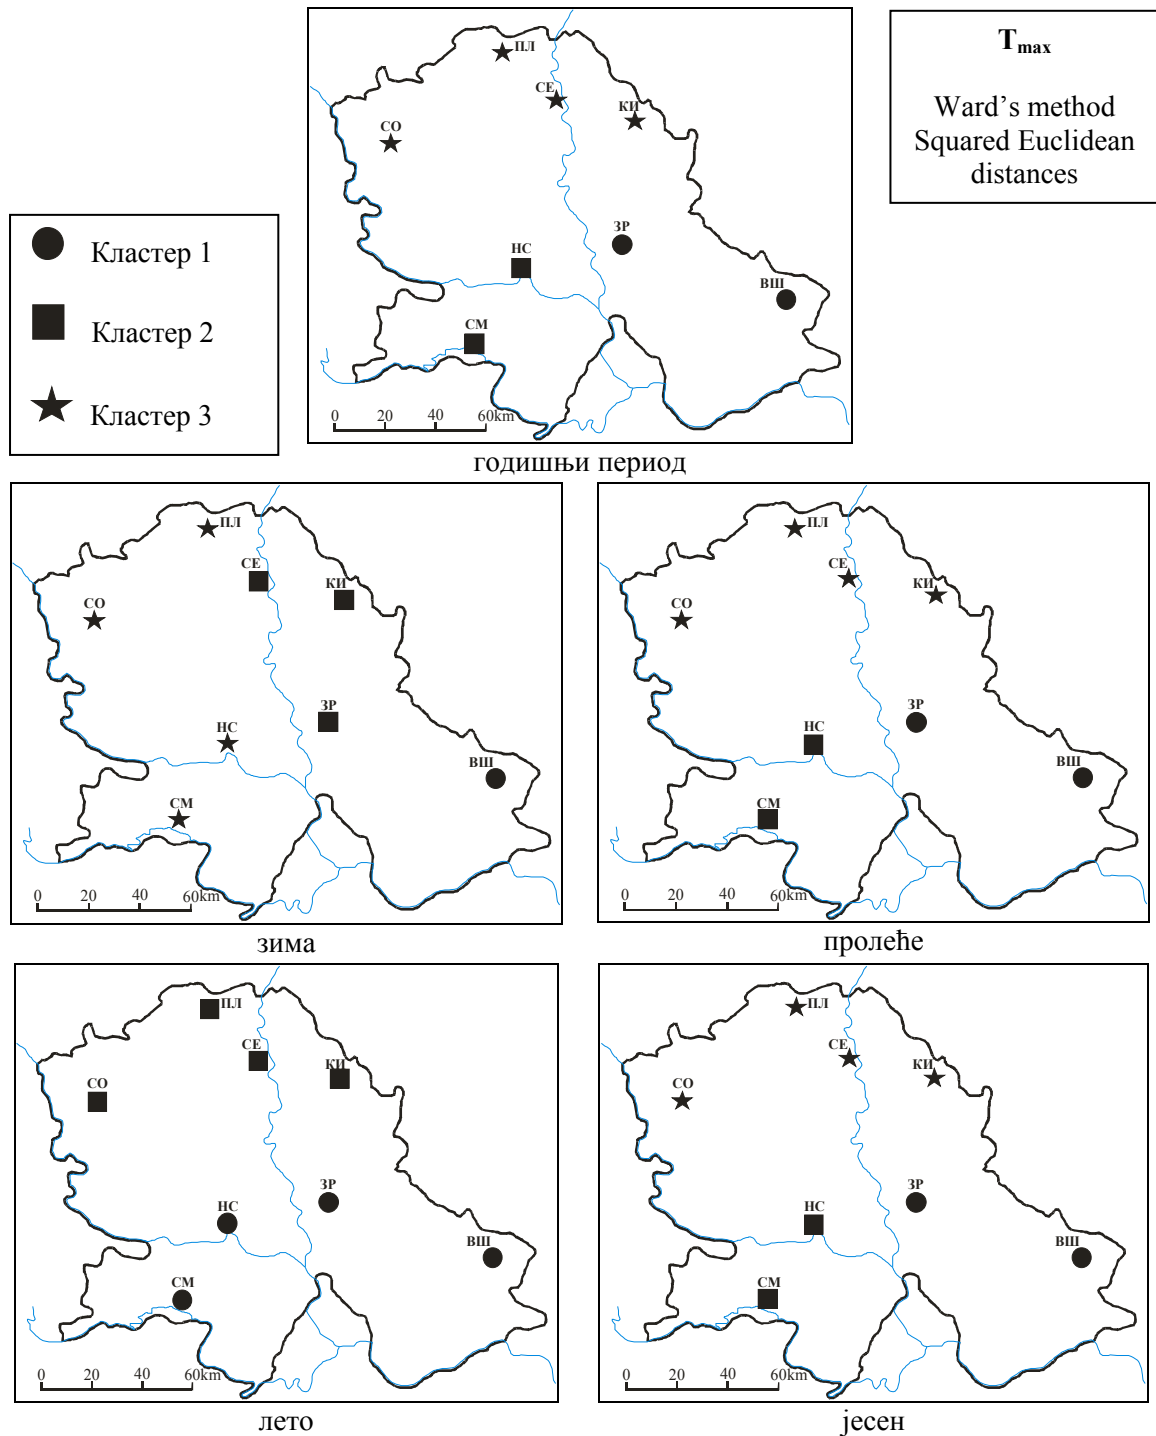 T_max
Ward’s method
Squared Euclidean
distances
Кластер 1
Кластер 2
Кластер 3
ПЛ
СЕ
КИ
СО
ЗР
НС
ВШ
СМ
0 20 40 60km
годишњи период
ПЛ
СЕ
КИ
СО
ЗР
НС
ВШ
СМ
0 20 40 60km
зима
ПЛ
СЕ
КИ
СО
ЗР
НС
ВШ
СМ
0 20 40 60km
пролеће
ПЛ
СЕ
КИ
СО
ЗР
НС
ВШ
СМ
0 20 40 60km
лето
ПЛ
СЕ
КИ
СО
ЗР
НС
ВШ
СМ
0 20 40 60km
јесен